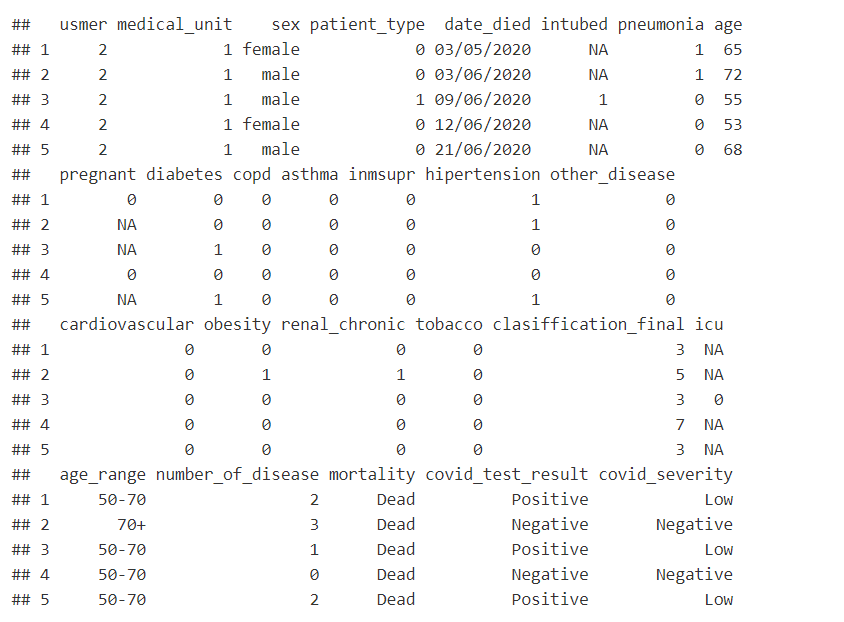 ##   usmer medical_unit    sex patient_type  date_died intubed pneumonia age
## 1     2            1 female            0 03/05/2020      NA         1  65
## 2     2            1   male            0 03/06/2020      NA         1  72
## 3     2            1   male            1 09/06/2020       1         0  55
## 4     2            1 female            0 12/06/2020      NA         0  53
## 5     2            1   male            0 21/06/2020      NA         0  68
##   pregnant diabetes copd asthma inmsupr hipertension other_disease
## 1        0        0    0      0       0            1             0
## 2       NA        0    0      0       0            1             0
## 3       NA        1    0      0       0            0             0
## 4        0        0    0      0       0            0             0
## 5       NA        1    0      0       0            1             0
##   cardiovascular obesity renal_chronic tobacco clasiffication_final icu
## 1              0       0             0       0                    3  NA
## 2              0       1             1       0                    5  NA
## 3              0       0             0       0                    3   0
## 4              0       0             0       0                    7  NA
## 5              0       0             0       0                    3  NA
##   age_range number_of_disease mortality covid_test_result covid_severity
## 1     50-70                 2      Dead          Positive            Low
## 2       70+                 3      Dead          Negative       Negative
## 3     50-70                 1      Dead          Positive            Low
## 4     50-70                 0      Dead          Negative       Negative
## 5     50-70                 2      Dead          Positive            Low